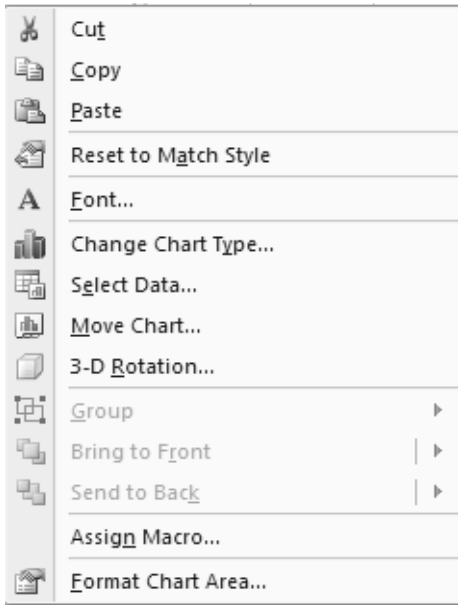 Cut
Copy
Paste
Reset to Match Style
Font...
Change Chart Type...
Select Data...
Move Chart...
3-D Rotation...
Group
Bring to Front
Send to Back
Assign Macro...
Format Chart Area...